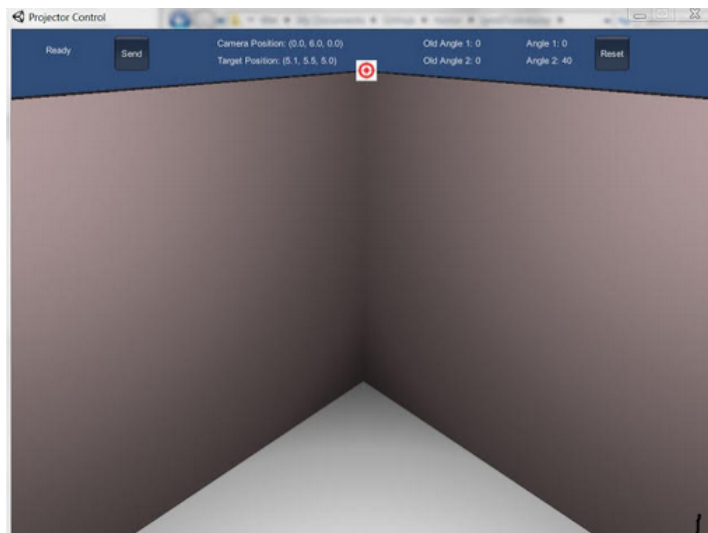 Projector Control
Ready
Send
Camera Position: (0.0, 6.0, 0.0)
Target Position: (5.1, 5.5, 5.0)
Old Angle 1: 0
Old Angle 2: 0
Angle 1: 0
Angle 2: 40
Reset